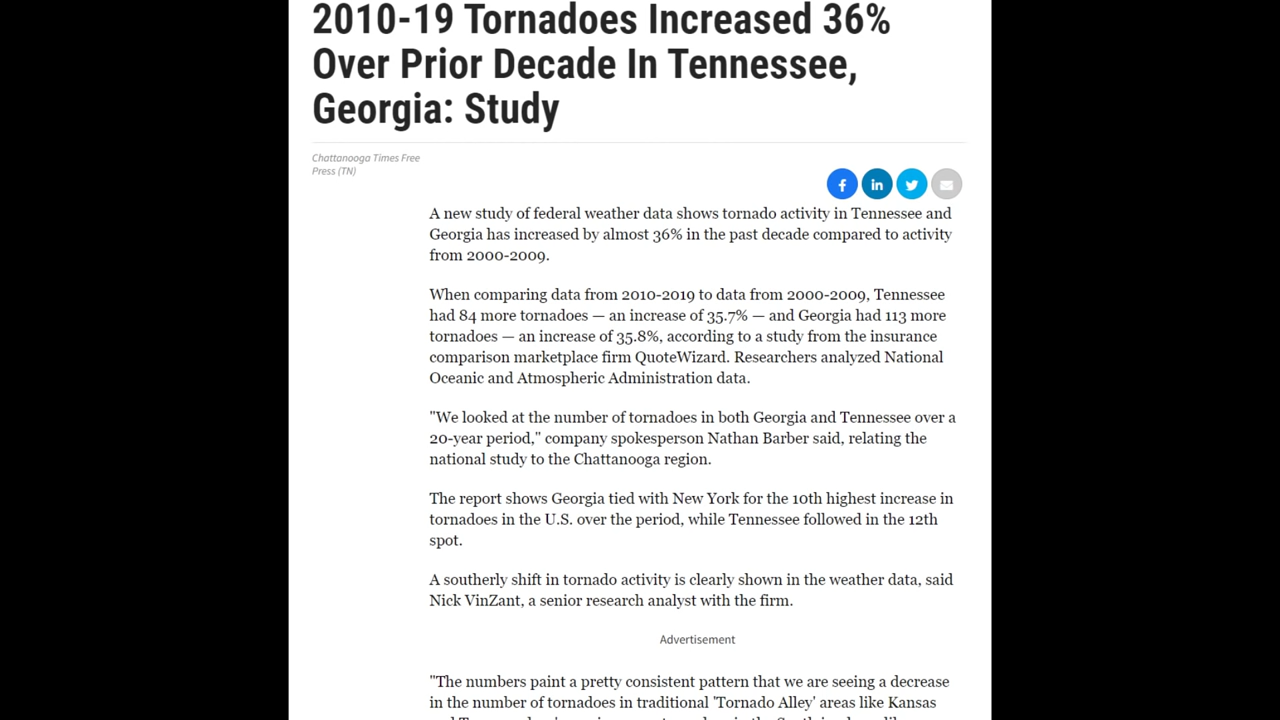 2010-19 Tornadoes Increased 36%
Over Prior Decade In Tennessee,
Georgia: Study
Chattanooga Times Free
Press (TN)
A new study of federal weather data shows tornado activity in Tennessee and
Georgia has increased by almost 36% in the past decade compared to activity
from 2000-2009.
When comparing data from 2010-2019 to data from 2000-2009, Tennessee
had 84 more tornadoes — an increase of 35.7% — and Georgia had 113 more
tornadoes — an increase of 35.8%, according to a study from the insurance
comparison marketplace firm QuoteWizard. Researchers analyzed National
Oceanic and Atmospheric Administration data.
"We looked at the number of tornadoes in both Georgia and Tennessee over a
20-year period," company spokesperson Nathan Barber said, relating the
national study to the Chattanooga region.
The report shows Georgia tied with New York for the 10th highest increase in
tornadoes in the U.S. over the period, while Tennessee followed in the 12th
spot.
A southerly shift in tornado activity is clearly shown in the weather data, said
Nick VinZant, a senior research analyst with the firm.
Advertisement
"The numbers paint a pretty consistent pattern that we are seeing a decrease
in the number of tornadoes in traditional 'Tornado Alley' areas like Kansas